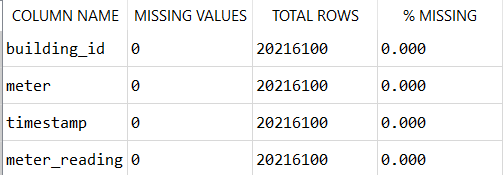 COLUMN NAME MISSING VALUES TOTAL ROWS % MISSING
building_id 0 20216100 0.000
meter 0 20216100 0.000
timestamp 0 20216100 0.000
meter_reading 0 20216100 0.000